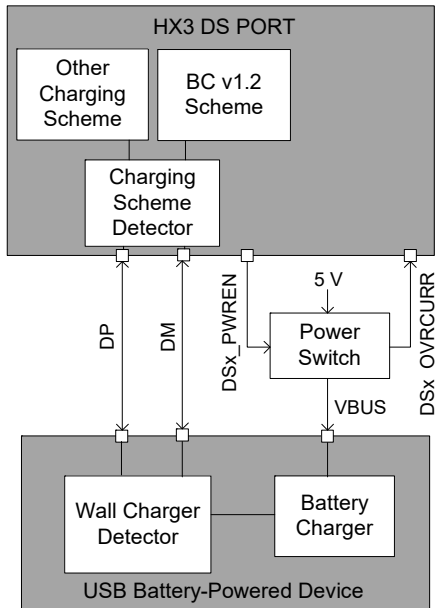 HX3 DS PORT
Other
Charging
Scheme
BC v1.2
Scheme
Charging
Scheme
Detector
DP
DM
DSx_PWREN
5 V
Power
Switch
DSx_OVRCURR
VBUS
Wall Charger
Detector
Battery
Charger
USB Battery-Powered Device